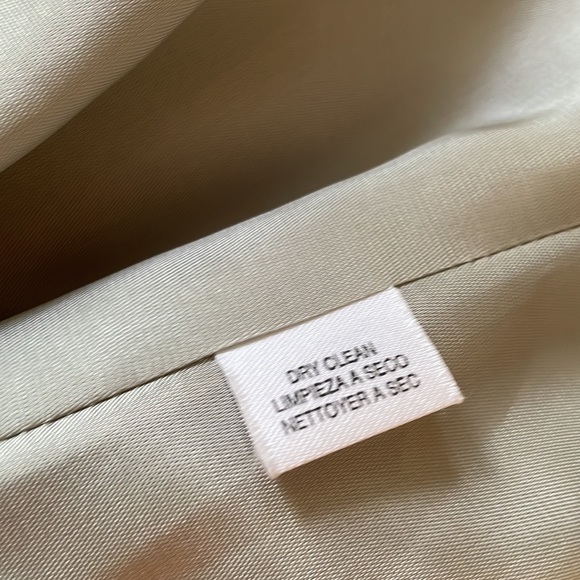 DRY CLEAN
LIMPIEZA A SECO
NETTOYER A SEC